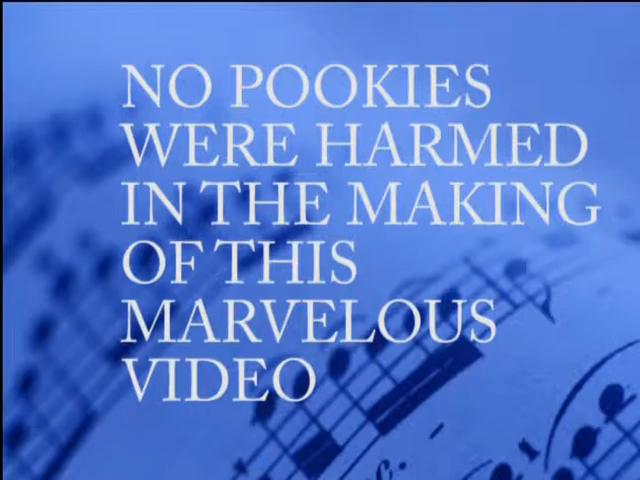 NO POOKIES
WERE HARMED
IN THE MAKING
OF THIS
MARVELOUS
VIDEO